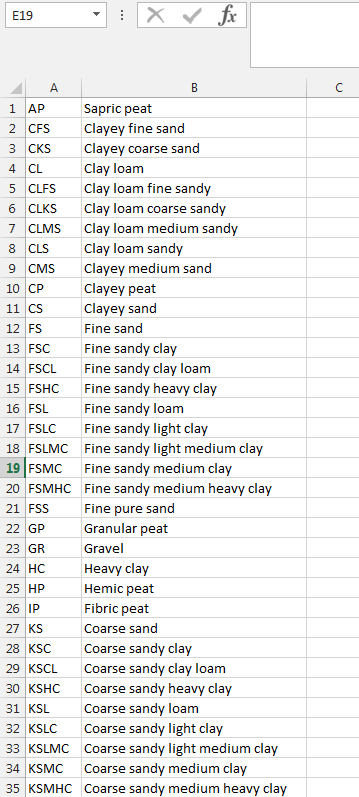 E19 fx
A B C
1 AP Sapric peat
2 CFS Clayey fine sand
3 CKS Clayey coarse sand
4 CL Clay loam
5 CLFS Clay loam fine sandy
6 CLKS Clay loam coarse sandy
7 CLMS Clay loam medium sandy
8 CLS Clay loam sandy
9 CMS Clayey medium sand
10 CP Clayey peat
11 CS Clayey sand
12 FS Fine sand
13 FSC Fine sandy clay
14 FSCL Fine sandy clay loam
15 FSHC Fine sandy heavy clay
16 FSL Fine sandy loam
17 FSLC Fine sandy light clay
18 FSLMC Fine sandy light medium clay
19 FSMC Fine sandy medium clay
20 FSMHC Fine sandy medium heavy clay
21 FSS Fine pure sand
22 GP Granular peat
23 GR Gravel
24 HC Heavy clay
25 HP Hemic peat
26 IP Fibric peat
27 KS Coarse sand
28 KSC Coarse sandy clay
29 KSCL Coarse sandy clay loam
30 KSHC Coarse sandy heavy clay
31 KSL Coarse sandy loam
32 KSLC Coarse sandy light clay
33 KSLMC Coarse sandy light medium clay
34 KSMC Coarse sandy medium clay
35 KSMHC Coarse sandy medium heavy clay